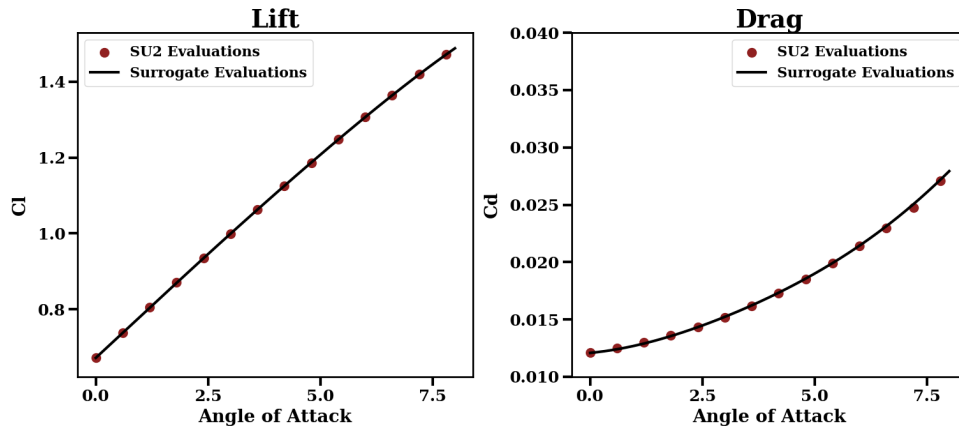 Lift
SU2 Evaluations
Surrogate Evaluations
1.4
1.2
1.0
0.8
Cl
0.0
2.5
5.0
7.5
Angle of Attack
Drag
SU2 Evaluations
Surrogate Evaluations
0.040
0.035
0.030
0.025
0.020
0.015
0.010
Cd
0.0
2.5
5.0
7.5
Angle of Attack